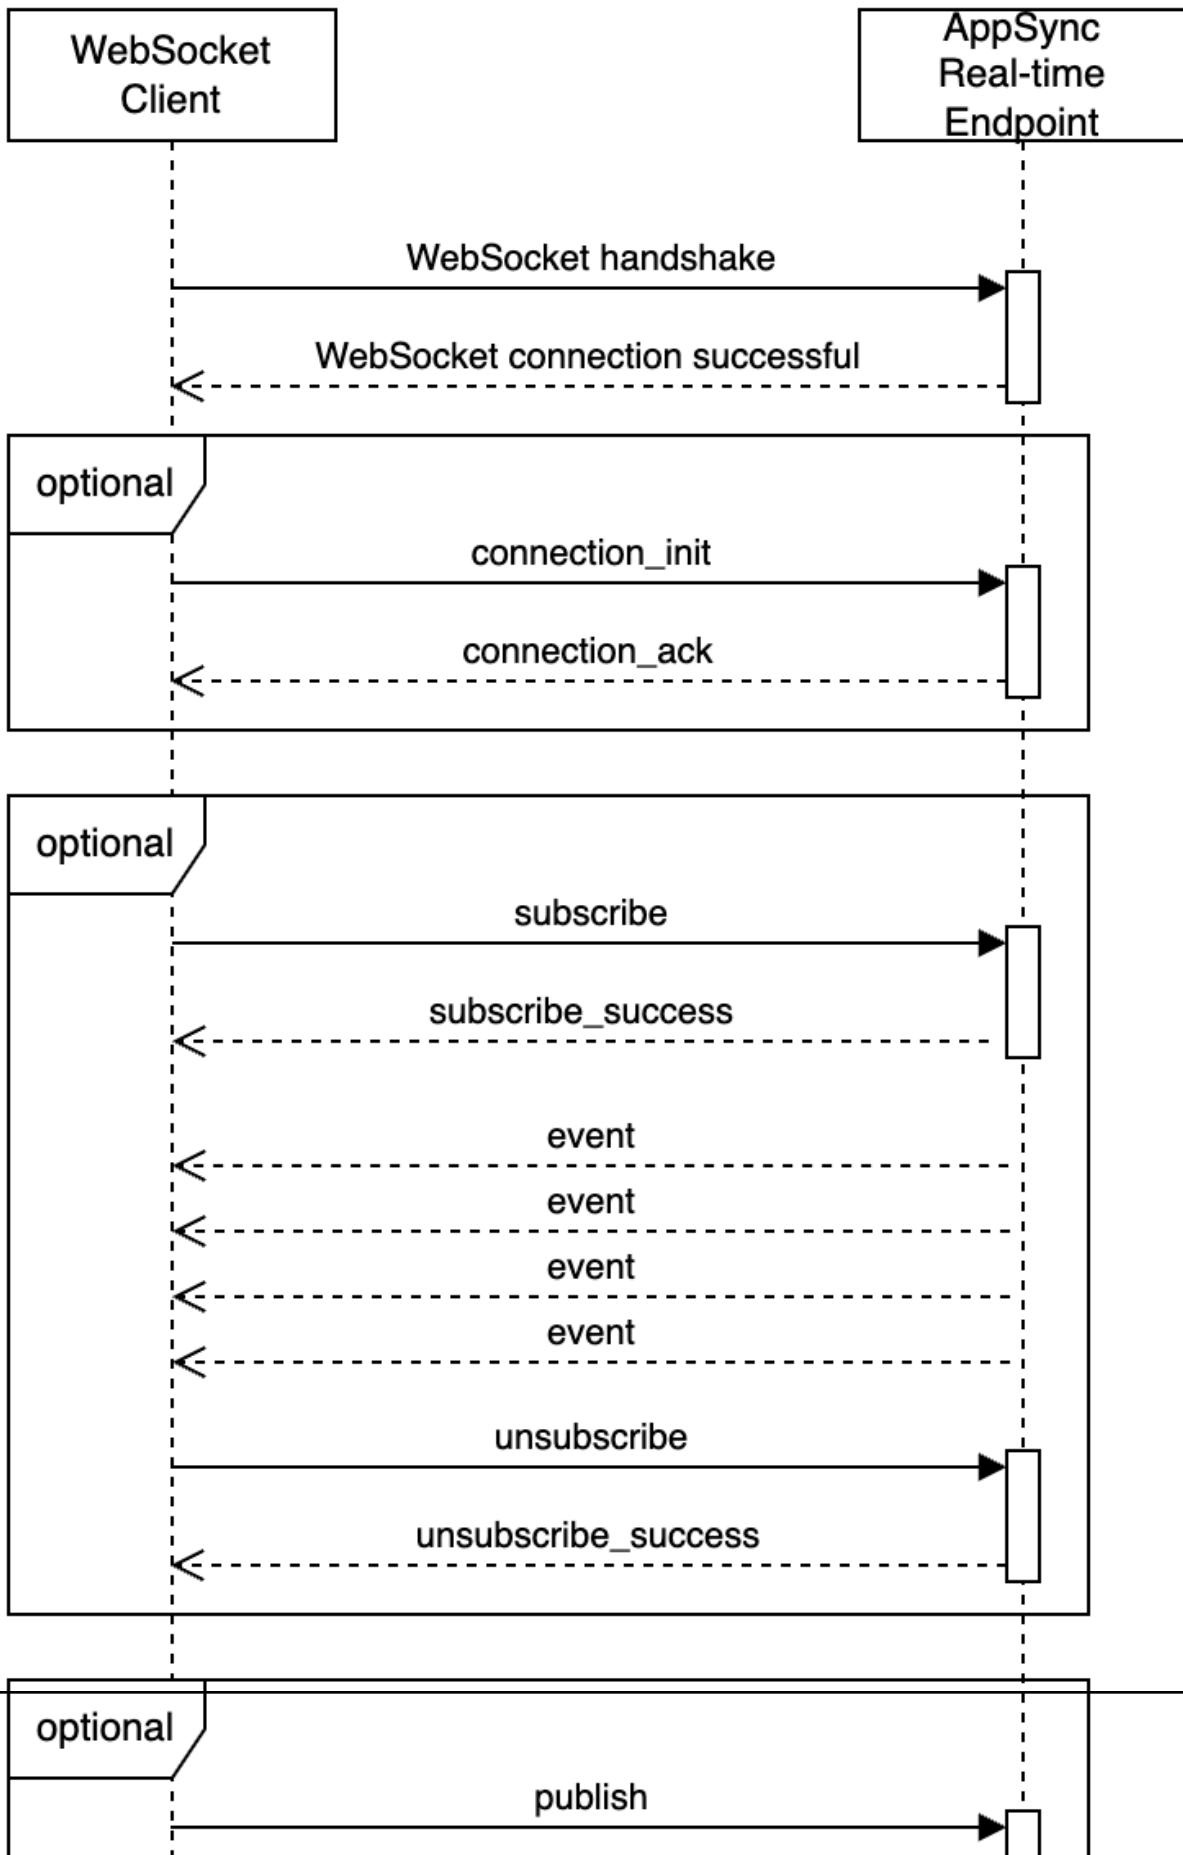 WebSocket
Client
AppSync
Real-time
Endpoint
WebSocket handshake
WebSocket connection successful
optional
connection_init
connection_ack
optional
subscribe
subscribe_success
event
event
event
event
unsubscribe
unsubscribe_success
optional
publish